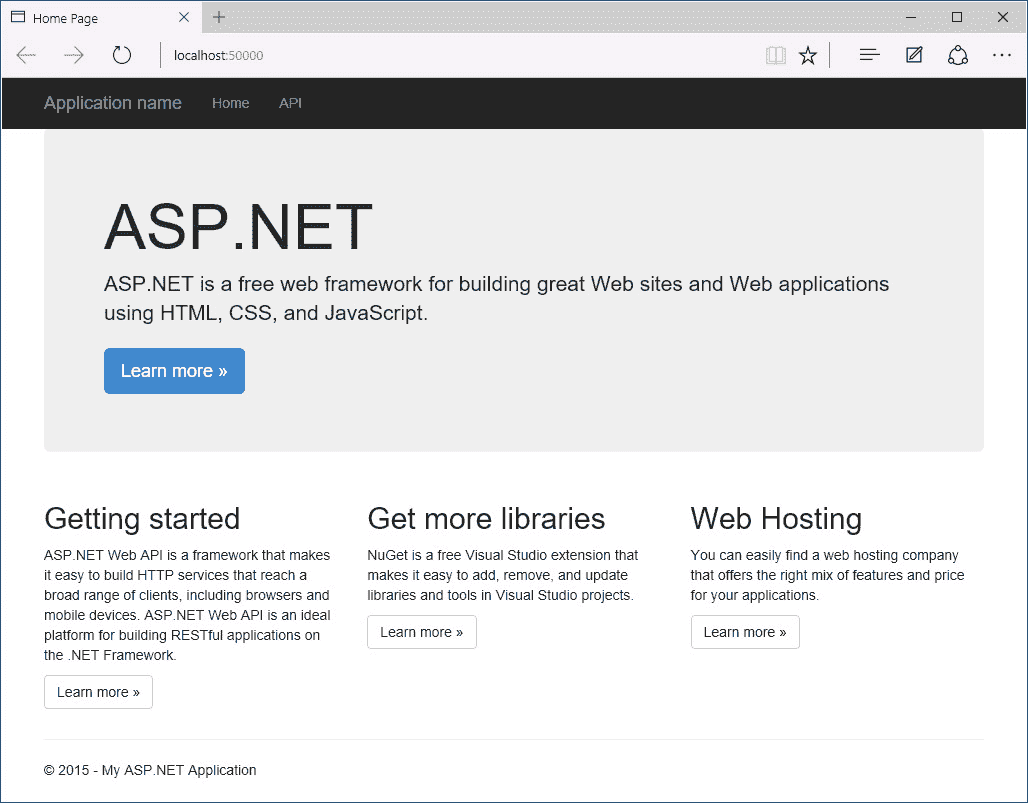 Home Page
localhost:50000
Application name Home API
ASP.NET
ASP.NET is a free web framework for building great Web sites and Web applications
using HTML, CSS, and JavaScript.
Learn more »
Getting started
ASP.NET Web API is a framework that makes
it easy to build HTTP services that reach a
broad range of clients, including browsers and
mobile devices. ASP.NET Web API is an ideal
platform for building RESTful applications on
the .NET Framework.
Learn more »
Get more libraries
NuGet is a free Visual Studio extension that
makes it easy to add, remove, and update
libraries and tools in Visual Studio projects.
Learn more »
Web Hosting
You can easily find a web hosting company
that offers the right mix of features and price
for your applications.
Learn more »
© 2015 - My ASP.NET Application